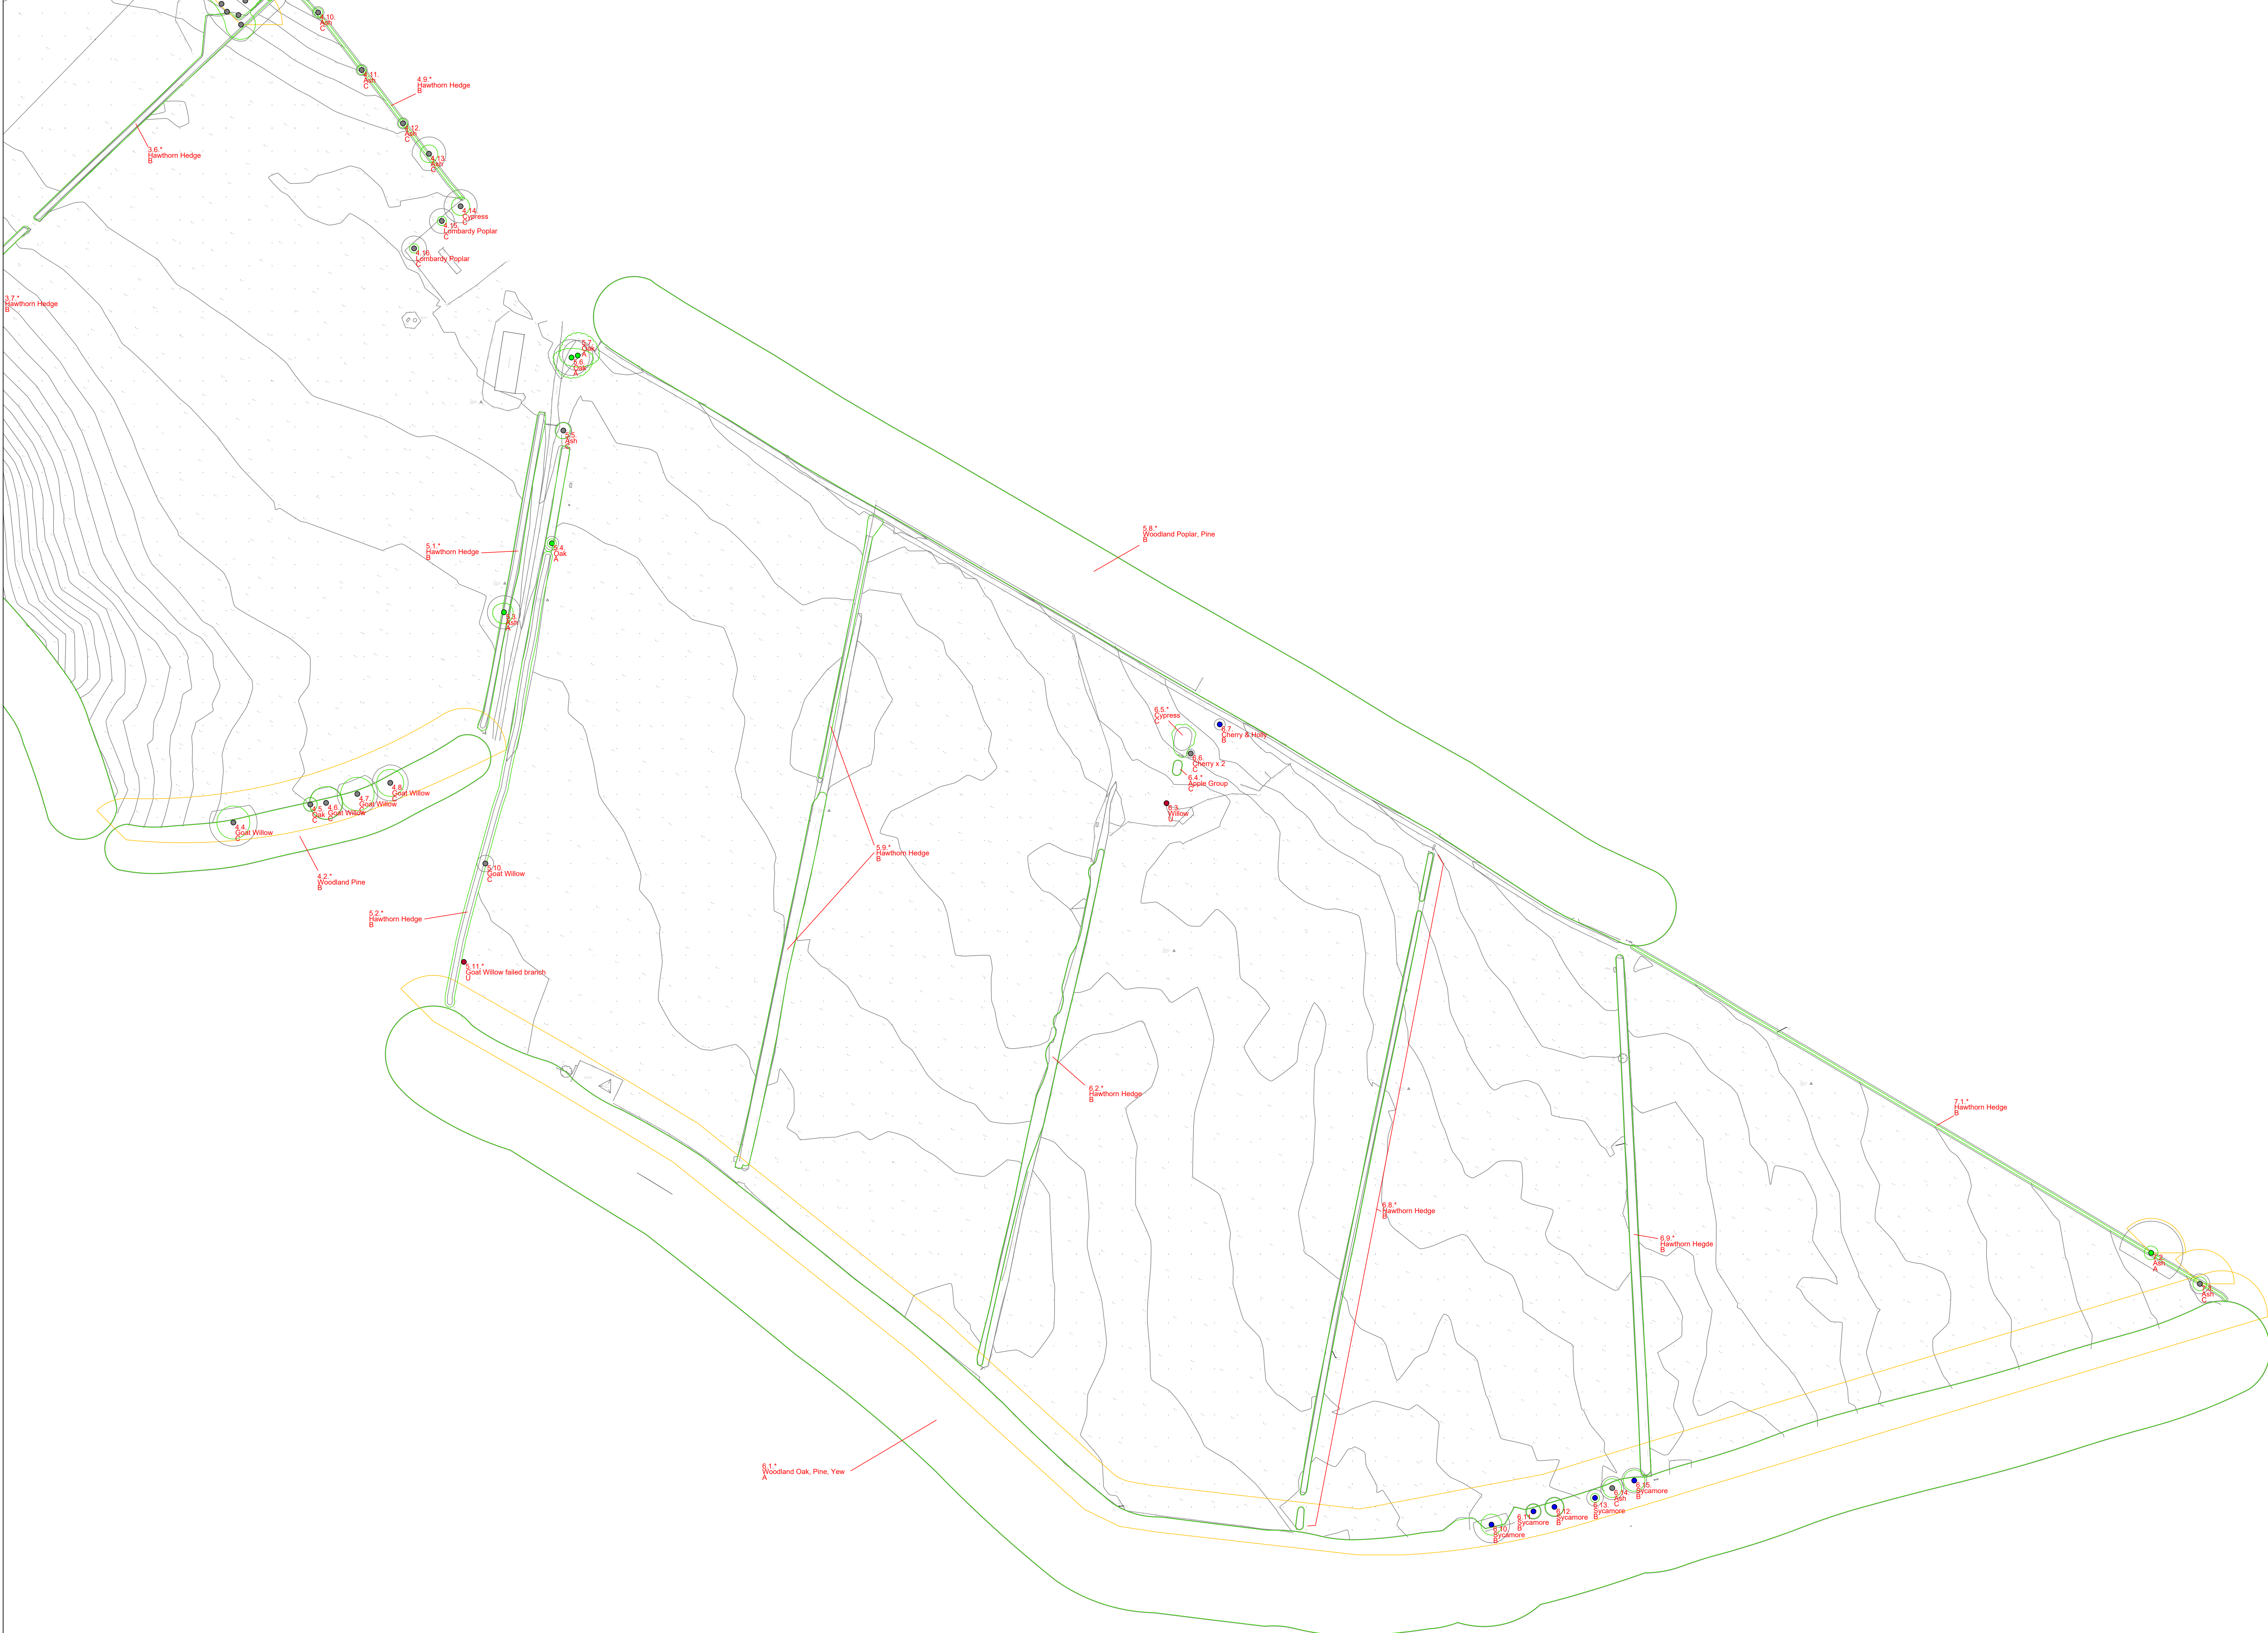 4.10.
Ash
C
4.11.
Ash
C
4.9.*
Hawthorn Hedge
B
4.12.
Ash
C
3.6.*
Hawthorn Hedge
B
4.13.
Ash
C
4.14.
Cypress
C
4.15.
Lombardy Poplar
C
4.16.
Lombardy Poplar
C
3.7.*
Hawthorn Hedge
B
5.7.
Oak
A
5.6.
Oak
A
5.5.
Ash
C
5.8.*
Woodland Poplar, Pine
B
5.1.*
Hawthorn Hedge
B
5.4.
Oak
A
5.3.
Ash
A
6.5.*
Cypress
C
6.7.
Cherry & Holly
B
6.6.
Cherry x 2
C
6.4.*
Apple Group
C
6.3.
Willow
U
4.8.
Goat Willow
C
4.7.
Goat Willow
C
4.6.
Goat Willow
C
4.5.
Oak
C
4.4.
Goat Willow
C
5.9.*
Hawthorn Hedge
B
4.2.*
Woodland Pine
B
5.10.
Goat Willow
C
5.2.*
Hawthorn Hedge
B
5.11.*
Goat Willow failed branch
U
6.2.*
Hawthorn Hedge
B
7.1.*
Hawthorn Hedge
B
6.8.*
Hawthorn Hedge
B
6.9.*
Hawthorn Hegde
B
Ash
A
Ash
C
6.1.*
Woodland Oak, Pine, Yew
A
6.15.
Sycamore
B
6.14.
Ash
C
6.13.
Sycamore
B
6.12.
Sycamore
B
6.11.
Sycamore
B
6.10.
Sycamore
B